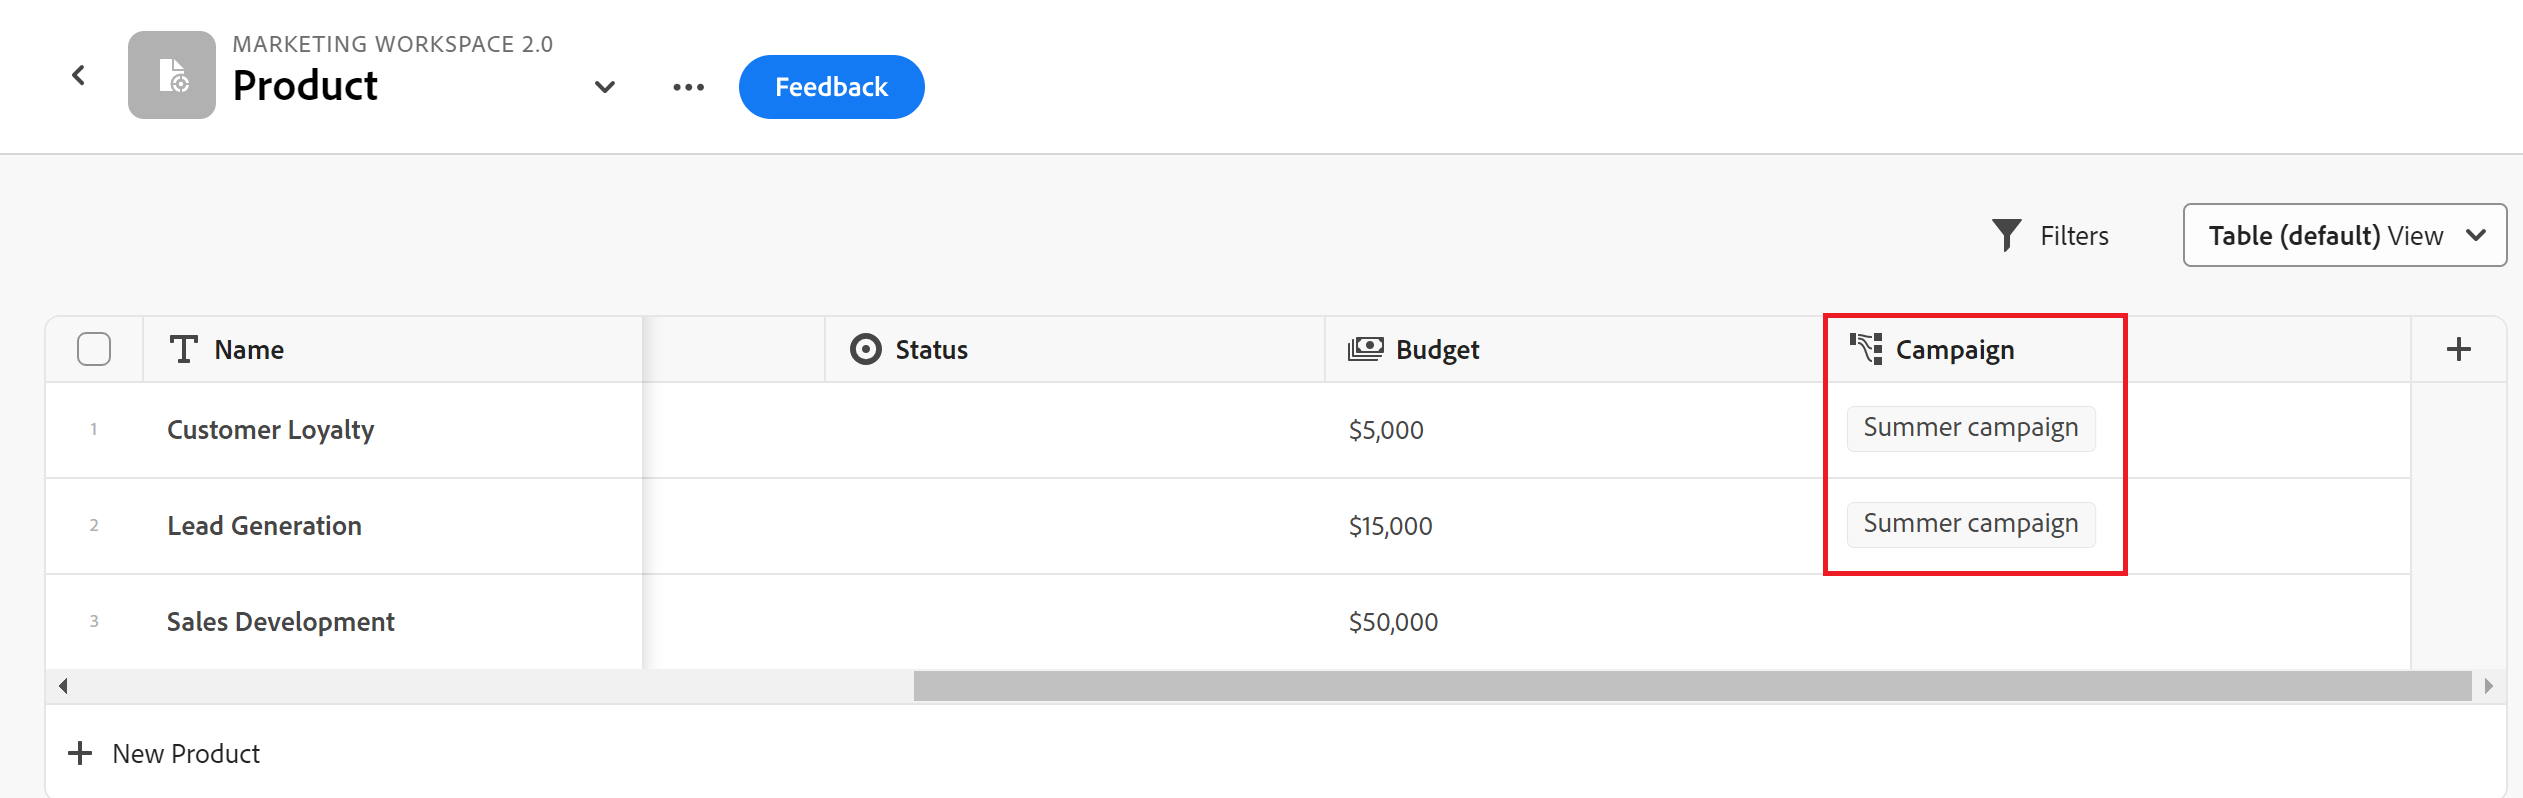 MARKETING WORKSPACE 2.0
Product
Feedback
Filters
Table (default) View
Name Status Budget Campaign
1 Customer Loyalty $5,000 Summer campaign
2 Lead Generation $15,000 Summer campaign
3 Sales Development $50,000
New Product